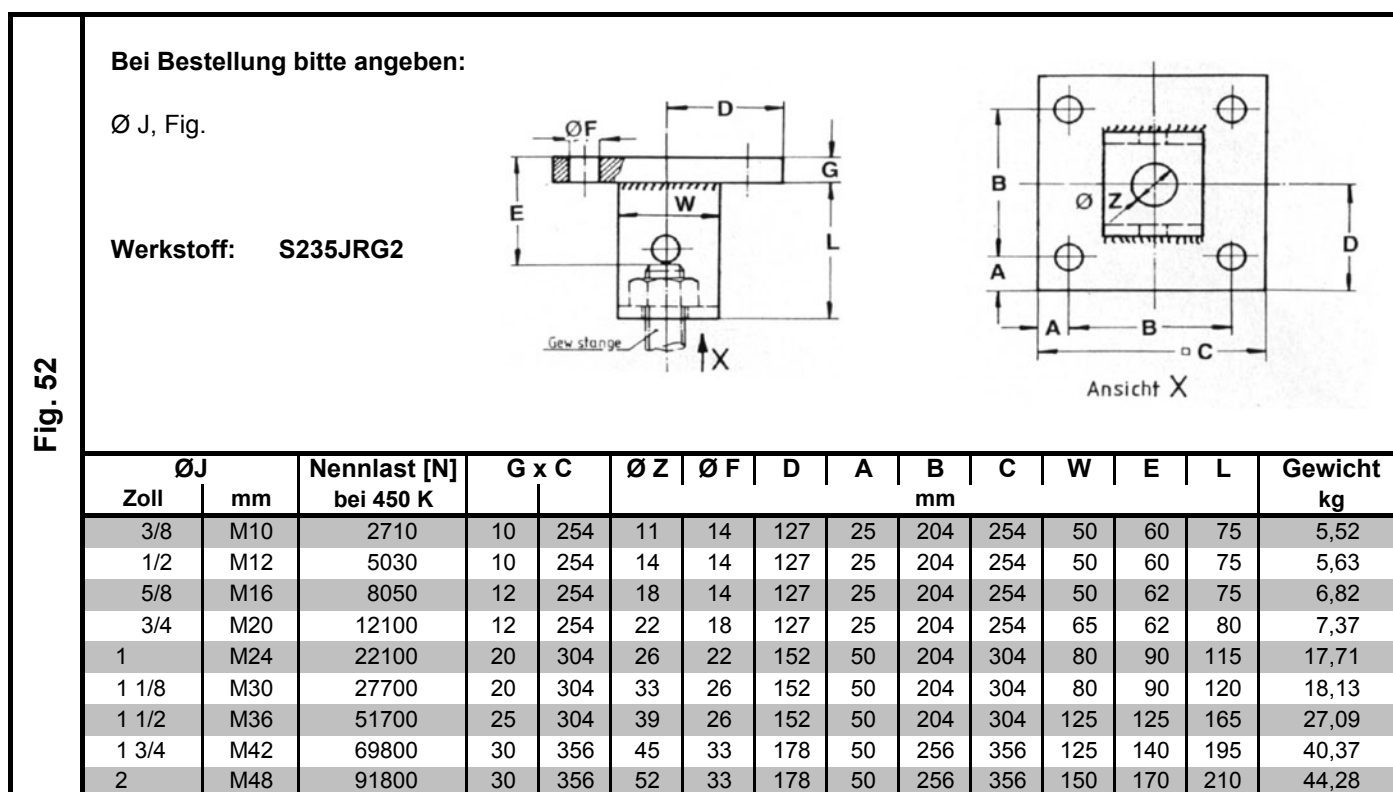 Bei Bestellung bitte angeben:
Ø J, Fig.
Werkstoff: S235JRG2
Fig. 52
D
ØF
G
E
W
L
Gew stange
X
B
Ø Z
D
A
A B
□ C
Ansicht X
ØJ Nennlast [N] G x C Ø Z Ø F D A B C W E L Gewicht
Zoll mm bei 450 K mm kg
3/8 M10 2710 10 254 11 14 127 25 204 254 50 60 75 5,52
1/2 M12 5030 10 254 14 14 127 25 204 254 50 60 75 5,63
5/8 M16 8050 12 254 18 14 127 25 204 254 50 62 75 6,82
3/4 M20 12100 12 254 22 18 127 25 204 254 65 62 80 7,37
1 M24 22100 20 304 26 22 152 50 204 304 80 90 115 17,71
1 1/8 M30 27700 20 304 33 26 152 50 204 304 80 90 120 18,13
1 1/2 M36 51700 25 304 39 26 152 50 204 304 125 125 165 27,09
1 3/4 M42 69800 30 356 45 33 178 50 256 356 125 140 195 40,37
2 M48 91800 30 356 52 33 178 50 256 356 150 170 210 44,28